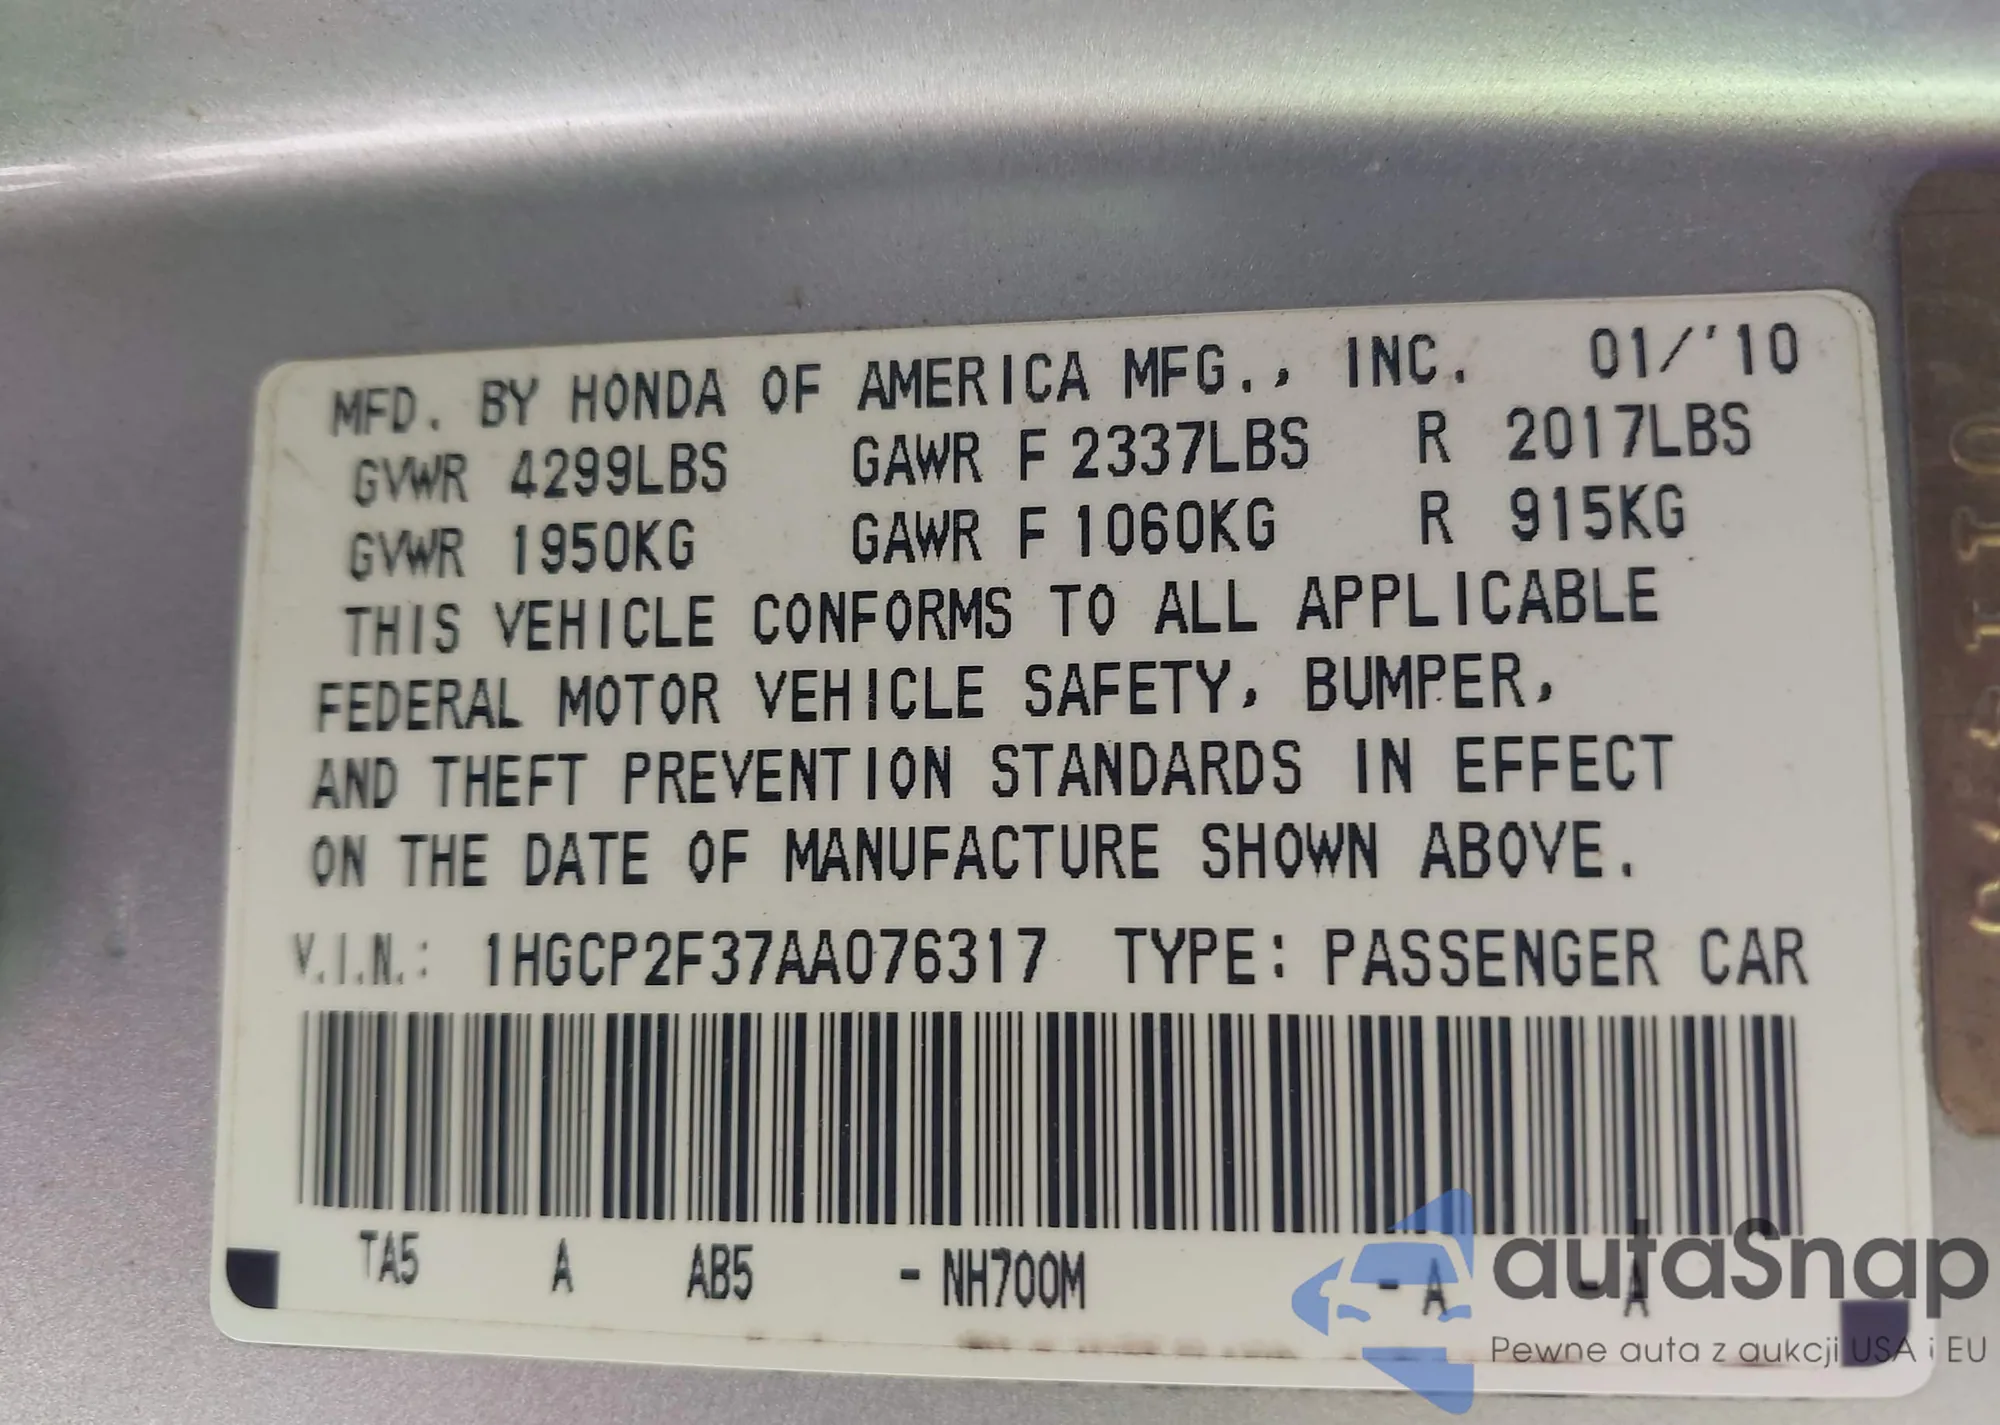 MFD. BY HONDA OF AMERICA MFG., INC. 01/'10
GVWR 4299LBS GAWR F 2337LBS R 2017LBS
GVWR 1950KG GAWR F 1060KG R 915KG
THIS VEHICLE CONFORMS TO ALL APPLICABLE
FEDERAL MOTOR VEHICLE SAFETY, BUMPER,
AND THEFT PREVENTION STANDARDS IN EFFECT
ON THE DATE OF MANUFACTURE SHOWN ABOVE.
V.I.N.: 1HGCP2F37AA076317 TYPE: PASSENGER CAR
TA5 A AB5 - NH700M - A - A
autaSnap
Pewne auta z aukcji USA i EU